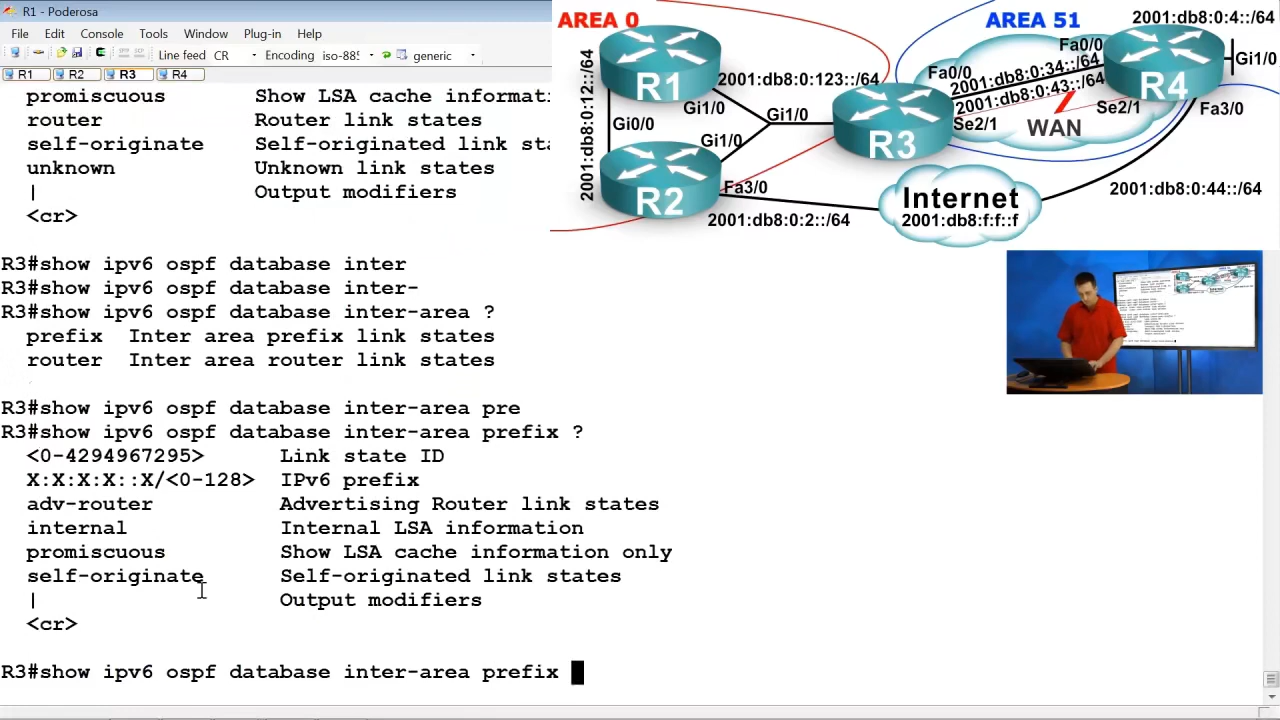 R1 - Poderosa
File Edit Console Tools Window Plug-in Help
Line feed CR Encoding iso-88 generic
R1 R2 R3 R4
promiscuous Show LSA cache informati
router Router link states
self-originate Self-originated link sta
unknown Unknown link states
| Output modifiers
<cr>
R3#show ipv6 ospf database inter
R3#show ipv6 ospf database inter-
R3#show ipv6 ospf database inter-area ?
prefix Inter area prefix link states
router Inter area router link states
R3#show ipv6 ospf database inter-area pre
R3#show ipv6 ospf database inter-area prefix ?
<0-4294967295> Link state ID
X:X:X:X::X/<0-128> IPv6 prefix
adv-router Advertising Router link states
internal Internal LSA information
promiscuous Show LSA cache information only
self-originate Self-originated link states
| Output modifiers
<cr>
R3#show ipv6 ospf database inter-area prefix
AREA 0
AREA 51
2001:db8:0:4::/64
R1
2001:db8:0:12::/64
Gi0/0
Gi1/0
2001:db8:0:123::/64
Gi1/0
Gi1/0
R2
Fa3/0
2001:db8:0:2::/64
R3
Fa0/0
Se2/1
Fa0/0
2001:db8:0:34::/64
2001:db8:0:43::/64
Se2/1
WAN
R4
Gi1/0
Fa3/0
2001:db8:0:44::/64
Internet
2001:db8:f:f::f